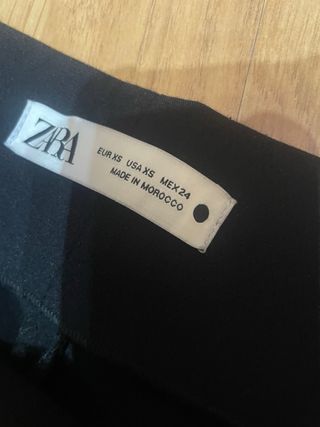 ZARA
EUR XS USA XS MEX 24
MADE IN MOROCCO